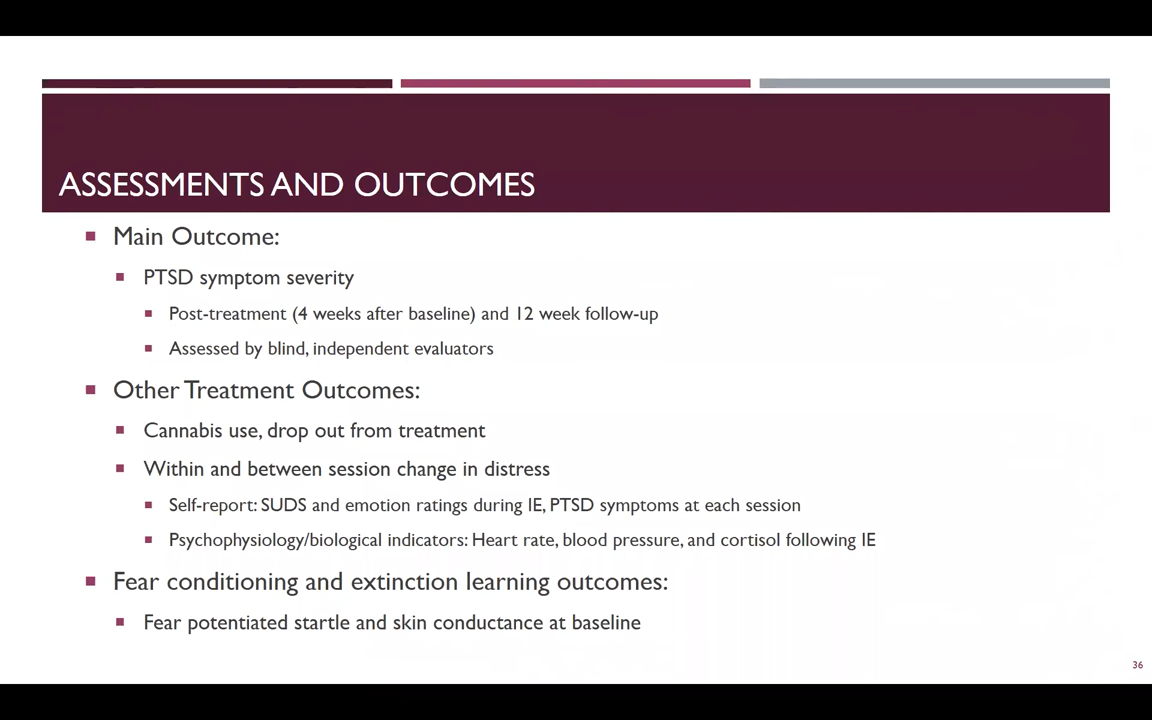 ASSESSMENTS AND OUTCOMES
Main Outcome:
PTSD symptom severity
Post-treatment (4 weeks after baseline) and 12 week follow-up
Assessed by blind, independent evaluators
Other Treatment Outcomes:
Cannabis use, drop out from treatment
Within and between session change in distress
Self-report: SUDS and emotion ratings during IE, PTSD symptoms at each session
Psychophysiology/biological indicators: Heart rate, blood pressure, and cortisol following IE
Fear conditioning and extinction learning outcomes:
Fear potentiated startle and skin conductance at baseline
36